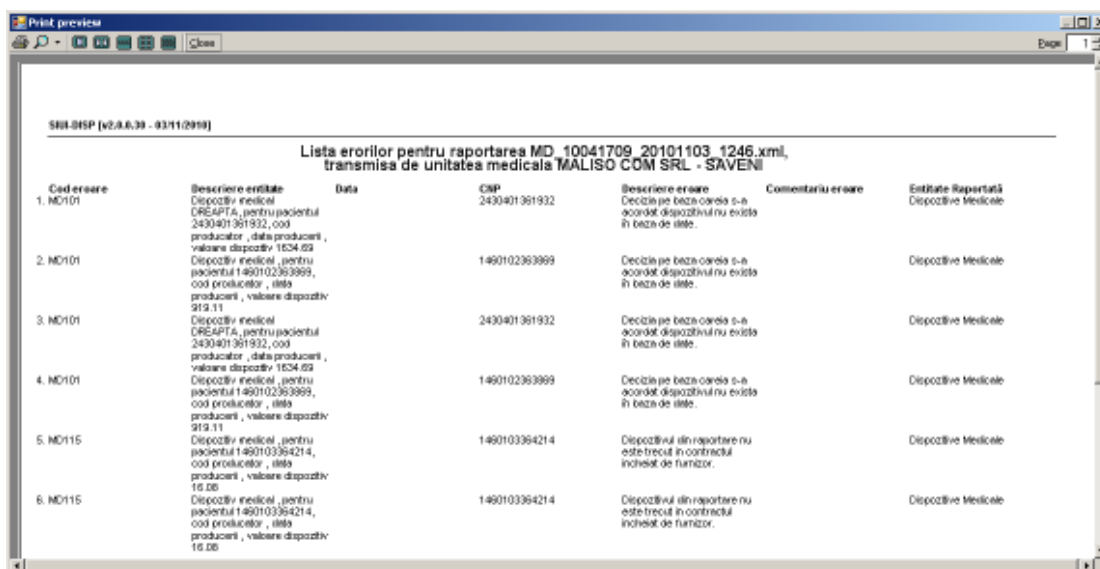 Print preview
Close
Page 1
SIUI-DISP [v2.0.0.30 - 03/11/2010]
Lista erorilor pentru raportarea MD_10041709_20101103_1246.xml,
transmisa de unitatea medicala MALISO COM SRL - SAVENI
Cod eroare Descriere entitate Data CNP Descriere eroare Comentariu eroare Entitate Raportată
1. MD101 Dispozitiv medical 2430401361932 Decizia pe baza careia s-a Dispozitive Medicale
DREAPTA, pentru pacientul acordat dispozitivul nu exista
2430401361932, cod in baza de date.
producator , data producerii ,
valoare dispozitiv 1634.69
2. MD101 Dispozitiv medical , pentru 1460102363869 Decizia pe baza careia s-a Dispozitive Medicale
pacientul 1460102363869, acordat dispozitivul nu exista
cod producator , data in baza de date.
producerii , valoare dispozitiv
919.11
3. MD101 Dispozitiv medical 2430401361932 Decizia pe baza careia s-a Dispozitive Medicale
DREAPTA, pentru pacientul acordat dispozitivul nu exista
2430401361932, cod in baza de date.
producator , data producerii ,
valoare dispozitiv 1634.69
4. MD101 Dispozitiv medical , pentru 1460102363869 Decizia pe baza careia s-a Dispozitive Medicale
pacientul 1460102363869, acordat dispozitivul nu exista
cod producator , data in baza de date.
producerii , valoare dispozitiv
919.11
5. MD115 Dispozitiv medical , pentru 1460103364214 Dispozitivul din raportare nu Dispozitive Medicale
pacientul 1460103364214, este trecut in contractul
cod producator , data incheiat de furnizor.
producerii , valoare dispozitiv
16.08
6. MD115 Dispozitiv medical , pentru 1460103364214 Dispozitivul din raportare nu Dispozitive Medicale
pacientul 1460103364214, este trecut in contractul
cod producator , data incheiat de furnizor.
producerii , valoare dispozitiv
16.08